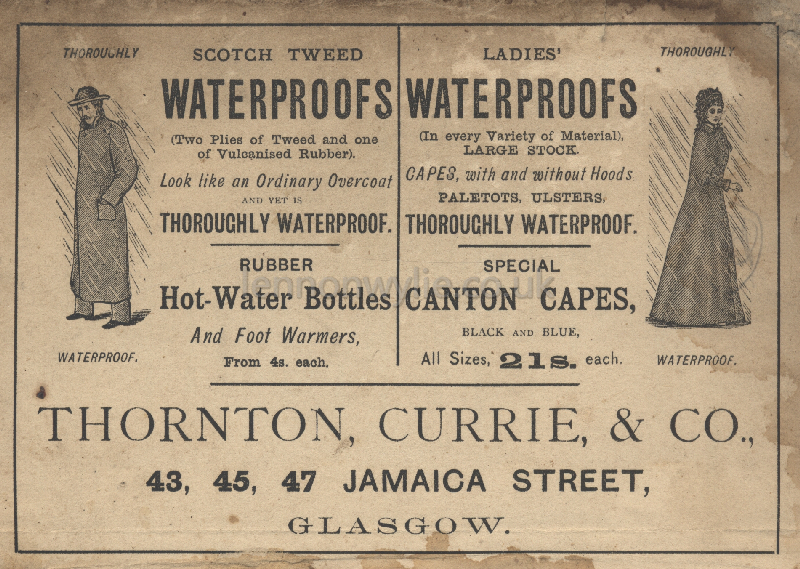 THOROUGHLY
WATERPROOF.
SCOTCH TWEED
WATERPROOFS
(Two Plies of Tweed and one
of Vulcanised Rubber).
Look like an Ordinary Overcoat
AND YET IS
THOROUGHLY WATERPROOF.
RUBBER
Hot-Water Bottles
And Foot Warmers,
From 4s. each.
LADIES'
WATERPROOFS
(In every Variety of Material),
LARGE STOCK.
CAPES, with and without Hoods
PALETOTS, ULSTERS,
THOROUGHLY WATERPROOF.
SPECIAL
CANTON CAPES,
BLACK AND BLUE,
All Sizes, 21s. each.
THOROUGHLY
WATERPROOF.
THORNTON, CURRIE, & CO.,
43, 45, 47 JAMAICA STREET,
GLASGOW.
lennonwylie.co.uk